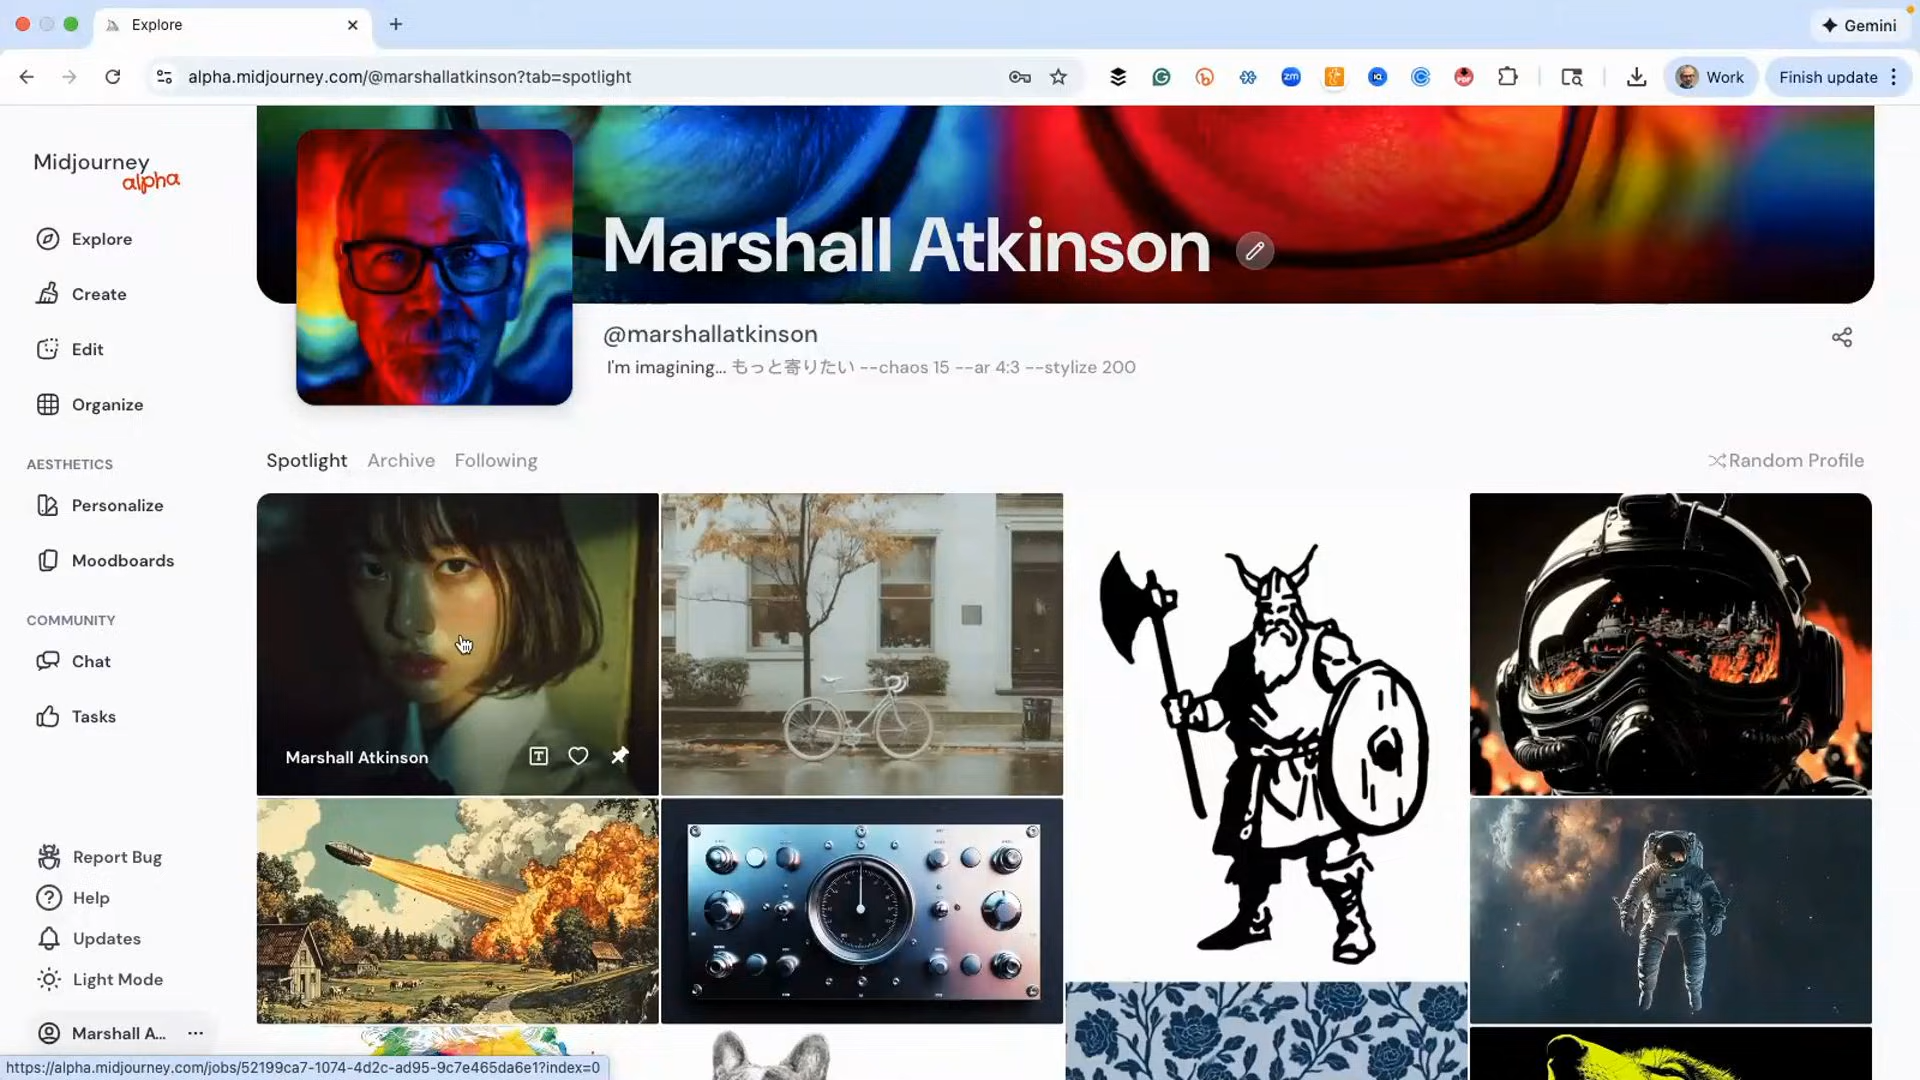 Explore
Gemini
alpha.midjourney.com/@marshallatkinson?tab=spotlight
Work
Finish update
Midjourney
alpha
Explore
Create
Edit
Organize
AESTHETICS
Personalize
Moodboards
COMMUNITY
Chat
Tasks
Report Bug
Help
Updates
Light Mode
Marshall A...
Marshall Atkinson
@marshallatkinson
I'm imagining... もっと寄りたい --chaos 15 --ar 4:3 --stylize 200
Spotlight Archive Following
Random Profile
Marshall Atkinson
https://alpha.midjourney.com/jobs/52199ca7-1074-4d2c-ad95-9c7e465da6e1?index=0